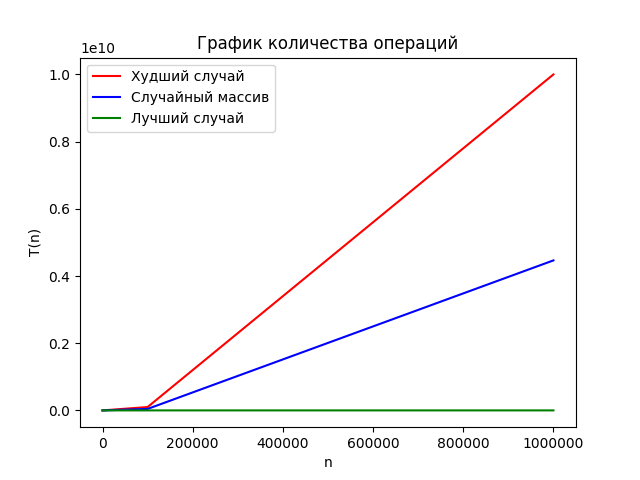 График количества операций
1e10
Худший случай
Случайный массив
Лучший случай
1.0
0.8
0.6
0.4
0.2
0.0
T(n)
0 200000 400000 600000 800000 1000000
n